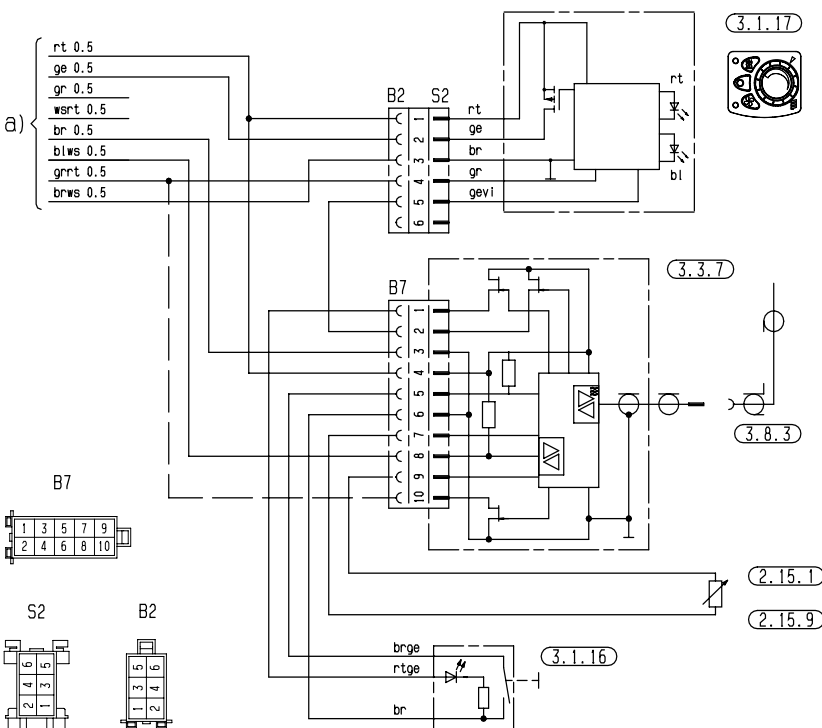 rt 0.5
ge 0.5
gr 0.5
wsrt 0.5
br 0.5
blws 0.5
grrt 0.5
brws 0.5
a)
B2 S2
1
2
3
4
5
6
rt
ge
br
gr
gevi
rt
bl
3.1.17
3.3.7
B7
1
2
3
4
5
6
7
8
9
10
3.8.3
B7
1 3 5 7 9
2 4 6 8 10
2.15.1
2.15.9
S2
6 5
4 3
2 1
B2
5 6
3 4
1 2
brge
rtge
br
3.1.16